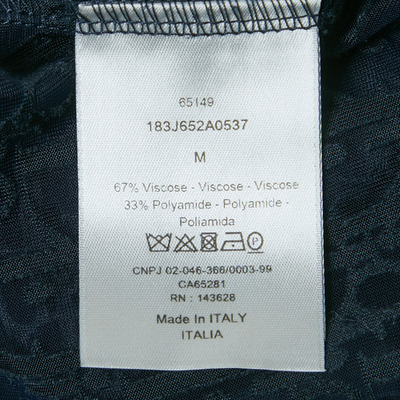 65149
183J652A0537
M
67% Viscose - Viscose - Viscose
33% Polyamide - Polyamide -
Poliamida
CNPJ 02-046-366/0003-99
CA65281
RN : 143628
Made In ITALY
ITALIA